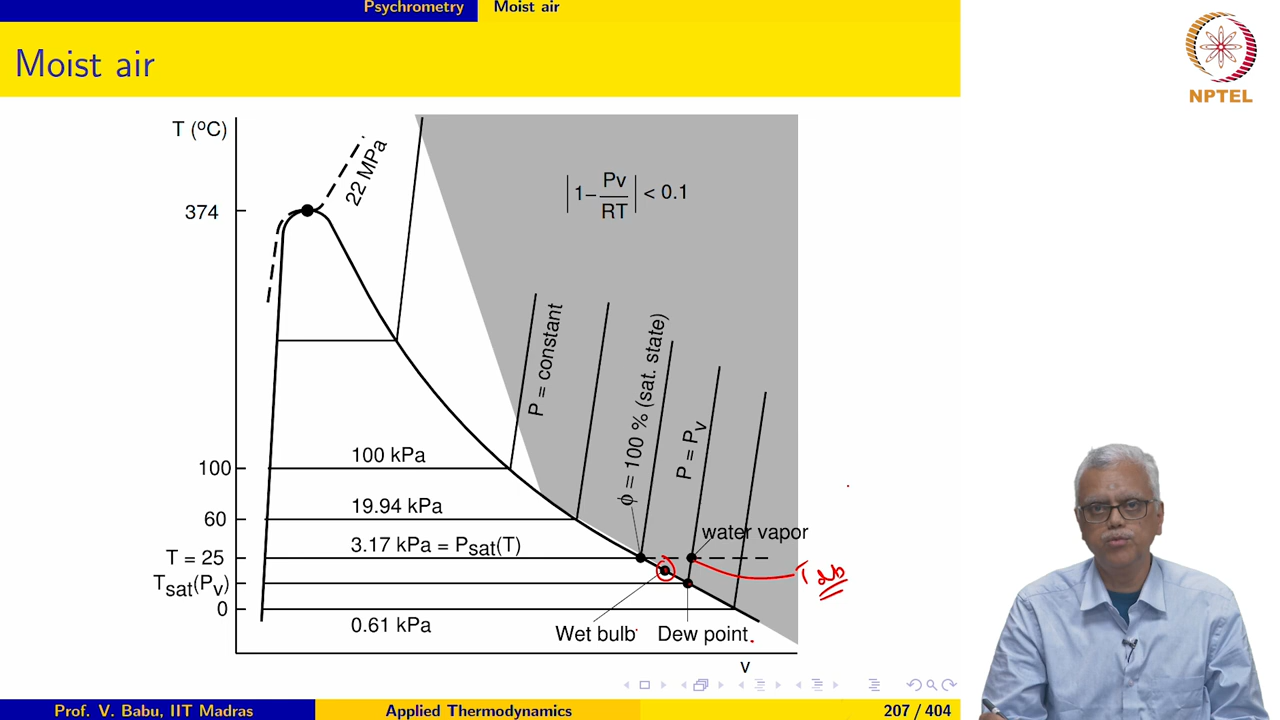 Psychrometry Moist air
Moist air
NPTEL
T (ºC)
22 MPa
|1– Pv/RT| < 0.1
374
P = constant
ϕ = 100 % (sat. state)
P = Pv
100 100 kPa
60 19.94 kPa
water vapor
T = 25 3.17 kPa = Psat(T)
Tdb
Tsat(Pv)
0
0.61 kPa
Wet bulb Dew point
v
Prof. V. Babu, IIT Madras Applied Thermodynamics 207 / 404